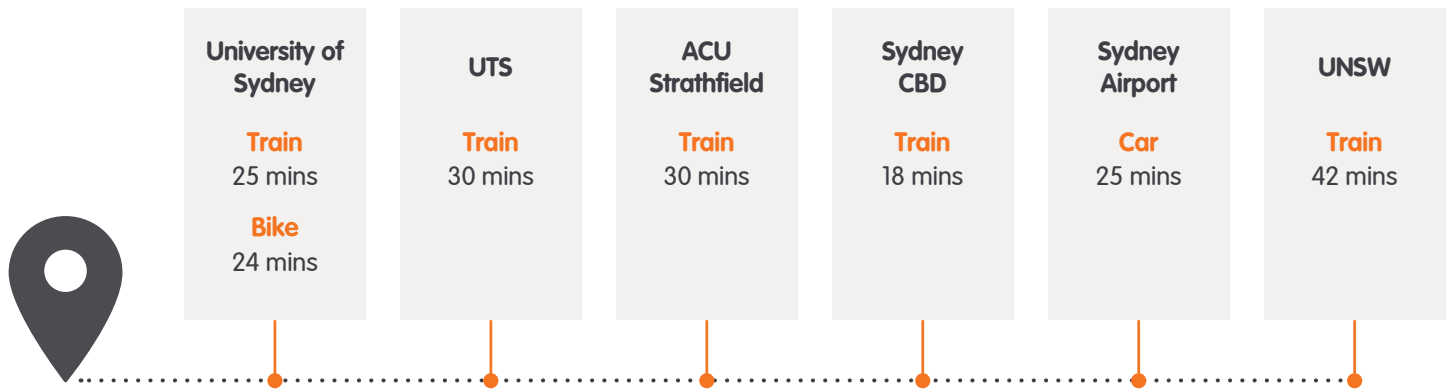 University of
Sydney
Train
25 mins
Bike
24 mins
UTS
Train
30 mins
ACU
Strathfield
Train
30 mins
Sydney
CBD
Train
18 mins
Sydney
Airport
Car
25 mins
UNSW
Train
42 mins